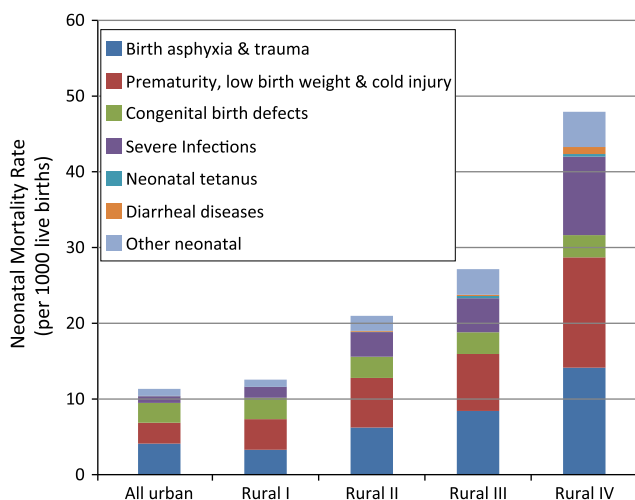 Neonatal Mortality Rate
(per 1000 live births)
60
50
40
30
20
10
0
Birth asphyxia & trauma
Prematurity, low birth weight & cold injury
Congenital birth defects
Severe Infections
Neonatal tetanus
Diarrheal diseases
Other neonatal
All urban Rural I Rural II Rural III Rural IV